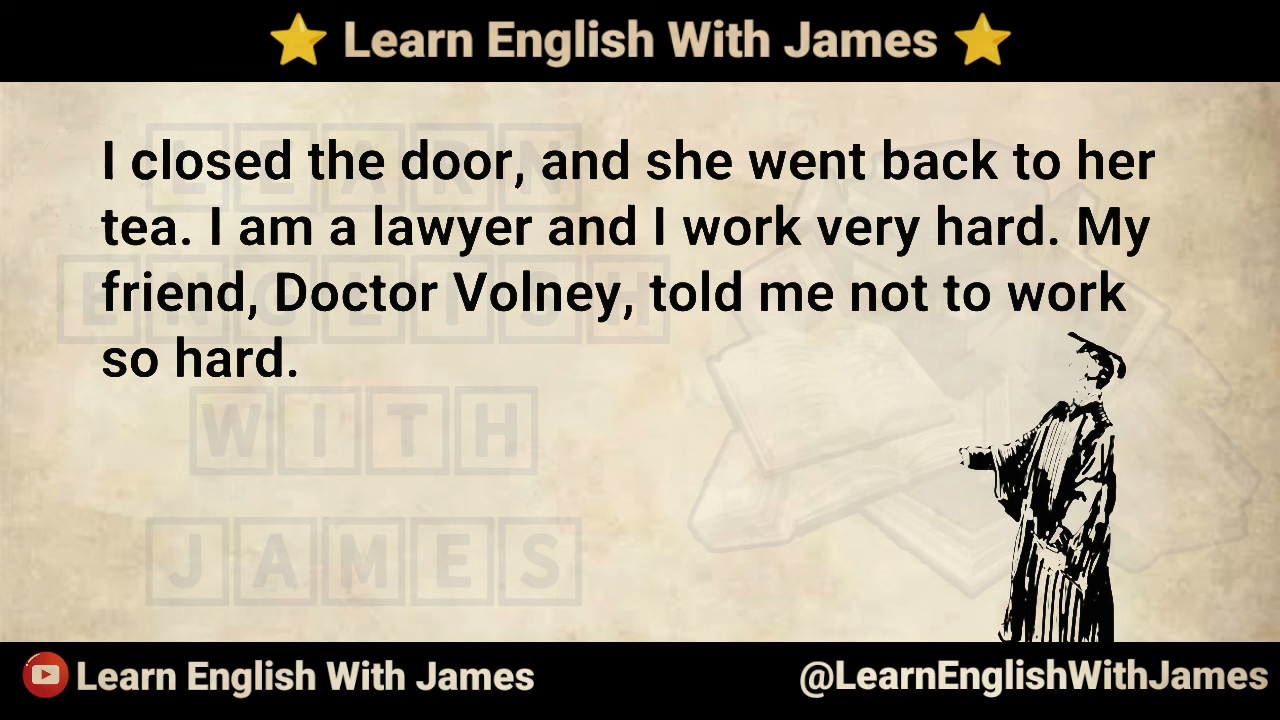 ⭐ Learn English With James ⭐
I closed the door, and she went back to her
tea. I am a lawyer and I work very hard. My
friend, Doctor Volney, told me not to work
so hard.
LEARN
ENGLISH
WITH
JAMES
Learn English With James
@LearnEnglishWithJames